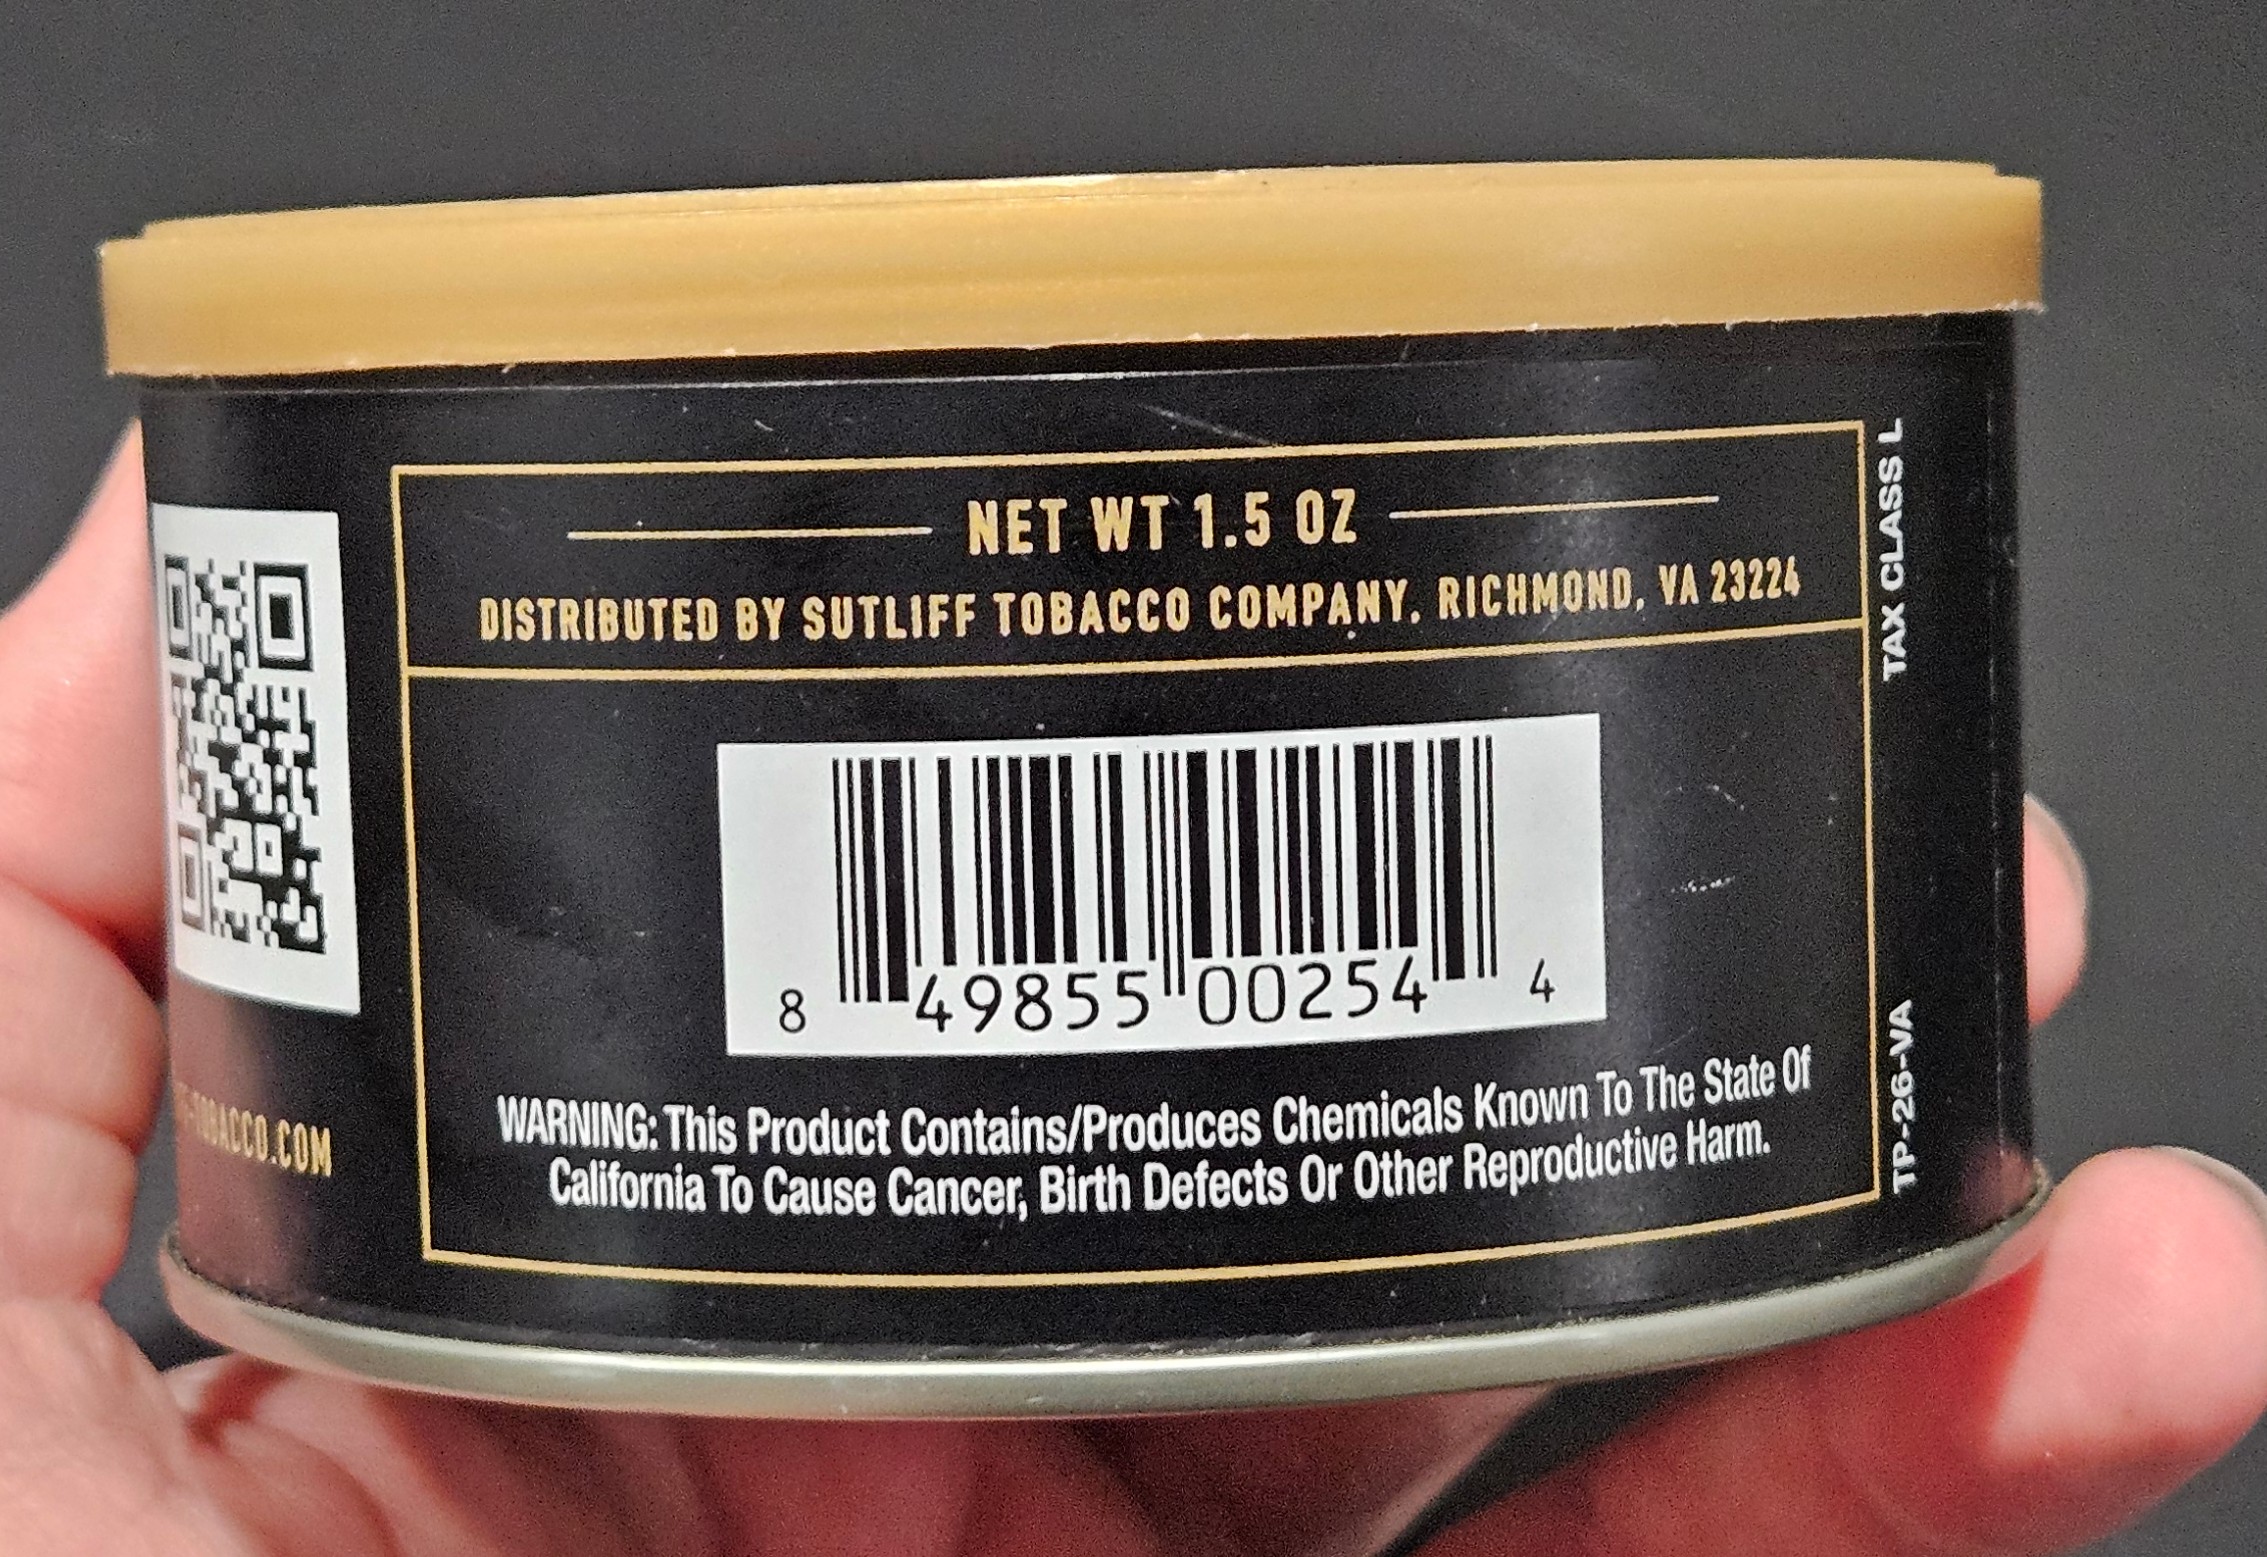 NET WT 1.5 OZ
DISTRIBUTED BY SUTLIFF TOBACCO COMPANY. RICHMOND, VA 23224
8 49855 00254 4
WARNING: This Product Contains/Produces Chemicals Known To The State Of
California To Cause Cancer, Birth Defects Or Other Reproductive Harm.
TOBACCO.COM
TAX CLASS L
TP-26-VA